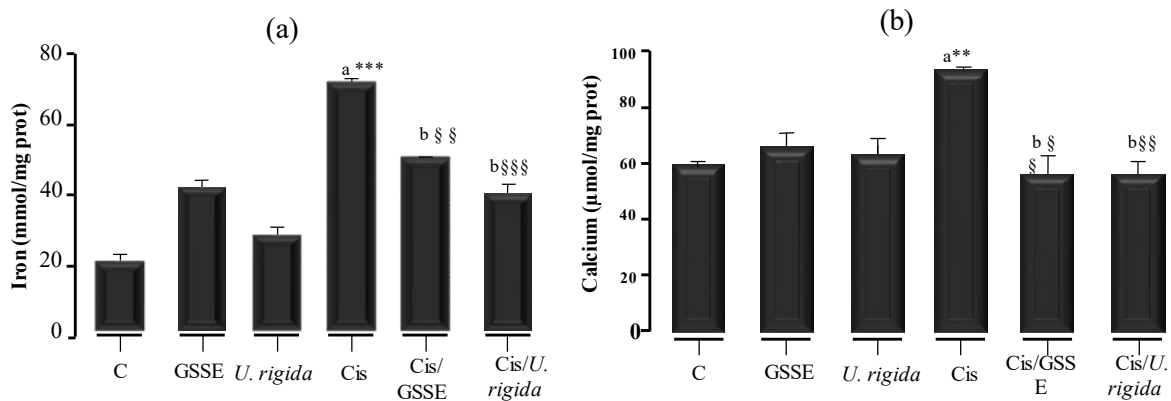 (a)
80
60
40
20
0
Iron (nmol/mg prot)
a ***
b § §
b§§§
C
GSSE
U. rigida
Cis
Cis/
GSSE
Cis/U.
rigida
(b)
100
80
60
40
20
0
Calcium (µmol/mg prot)
a**
b §
§
b§§
C
GSSE
U. rigida
Cis
Cis/GSS
E
Cis/U.
rigida